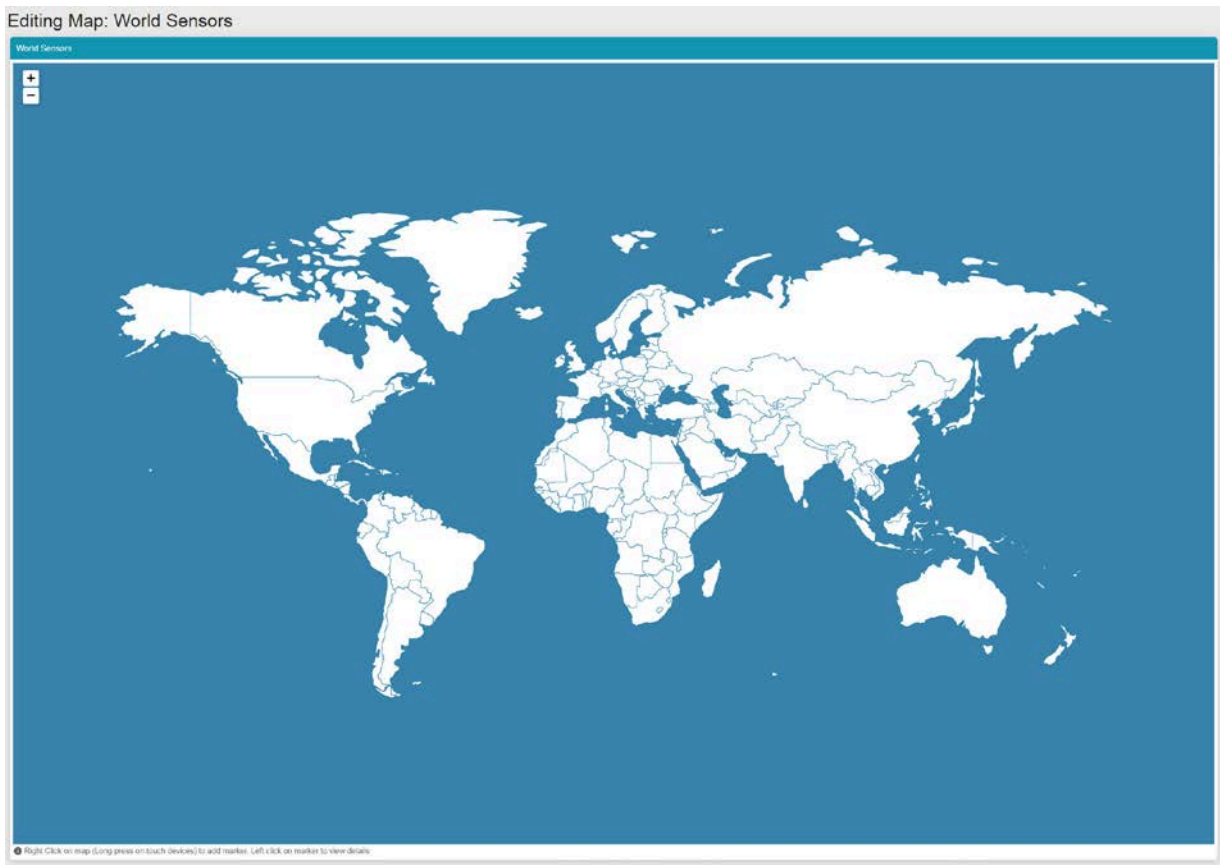 Editing Map: World Sensors
World Sensors
+
−
Right Click on map (Long press on touch devices) to add marker. Left click on marker to view details